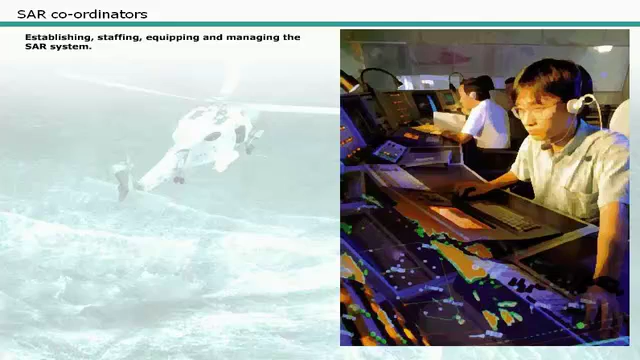 SAR co-ordinators
Establishing, staffing, equipping and managing the
SAR system.